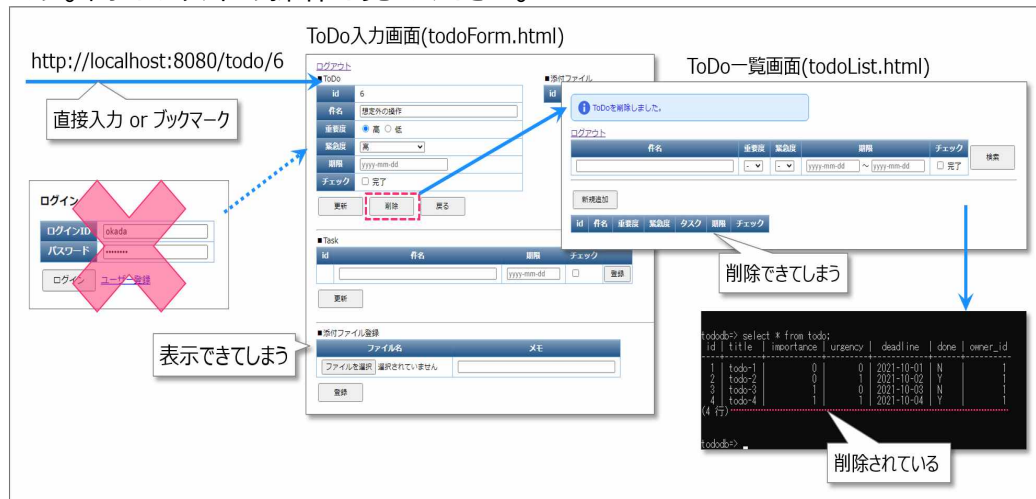 ToDo入力画面(todoForm.html)
http://localhost:8080/todo/6
直接入力 or ブックマーク
ログイン
ログインID okada
パスワード ••••••••
ログイン ユーザー登録
表示できてしまう
ログアウト
■ToDo
id 6
件名 想定外の操作
重要度 高 低
緊急度 高
期限 yyyy-mm-dd
チェック 完了
更新 削除 戻る
■Task
id 件名 期限 チェック
yyyy-mm-dd 登録
更新
■添付ファイル登録
ファイル名 メモ
ファイルを選択 選択されていません
登録
■添付ファイル
id
ToDo一覧画面(todoList.html)
ToDoを削除しました。
ログアウト
件名 重要度 緊急度 期限 チェック
- - yyyy-mm-dd ～ yyyy-mm-dd 完了 検索
新規追加
id 件名 重要度 緊急度 タスク 期限 チェック
削除できてしまう
tododb=> select * from todo;
id | title | importance | urgency | deadline | done | owner_id
1 | todo-1 | 0 | 0 | 2021-10-01 | N | 1
2 | todo-2 | 0 | 1 | 2021-10-02 | Y | 1
3 | todo-3 | 1 | 0 | 2021-10-03 | N | 1
4 | todo-4 | 1 | 1 | 2021-10-04 | Y | 1
(4 行)
tododb=>
削除されている